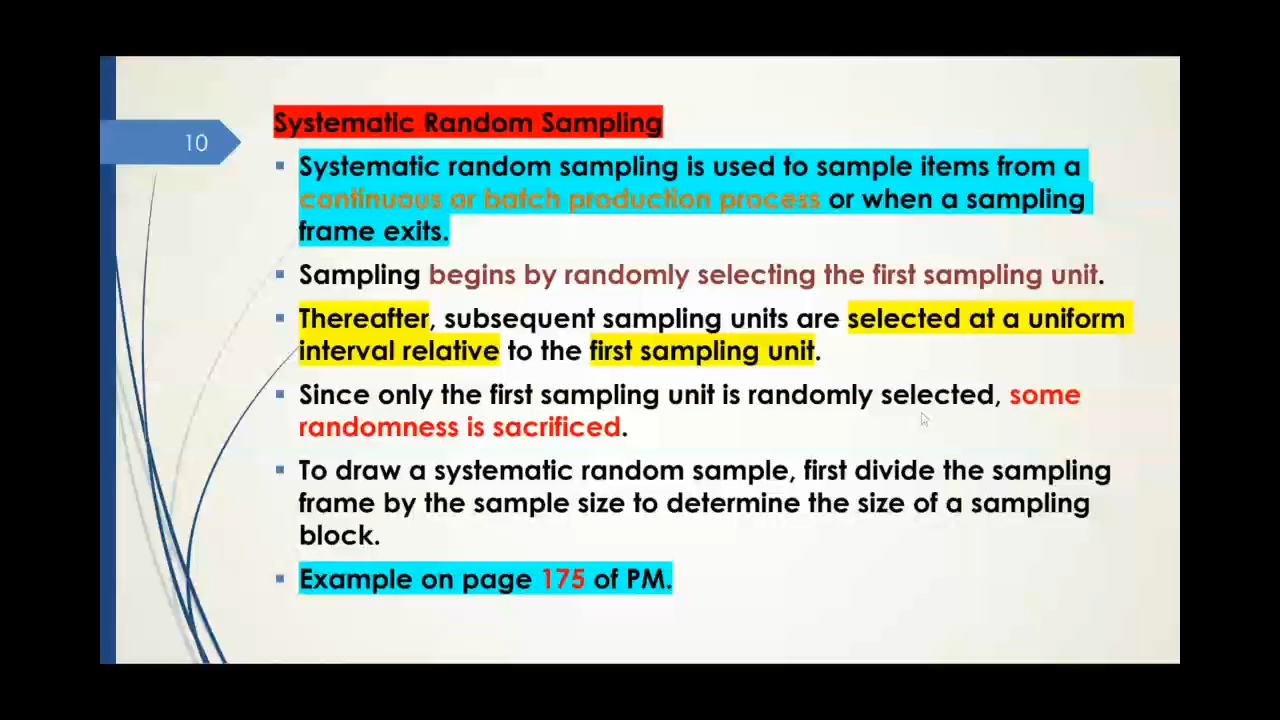 10
Systematic Random Sampling
Systematic random sampling is used to sample items from a
continuous or batch production process or when a sampling
frame exits.
Sampling begins by randomly selecting the first sampling unit.
Thereafter, subsequent sampling units are selected at a uniform
interval relative to the first sampling unit.
Since only the first sampling unit is randomly selected, some
randomness is sacrificed.
To draw a systematic random sample, first divide the sampling
frame by the sample size to determine the size of a sampling
block.
Example on page 175 of PM.